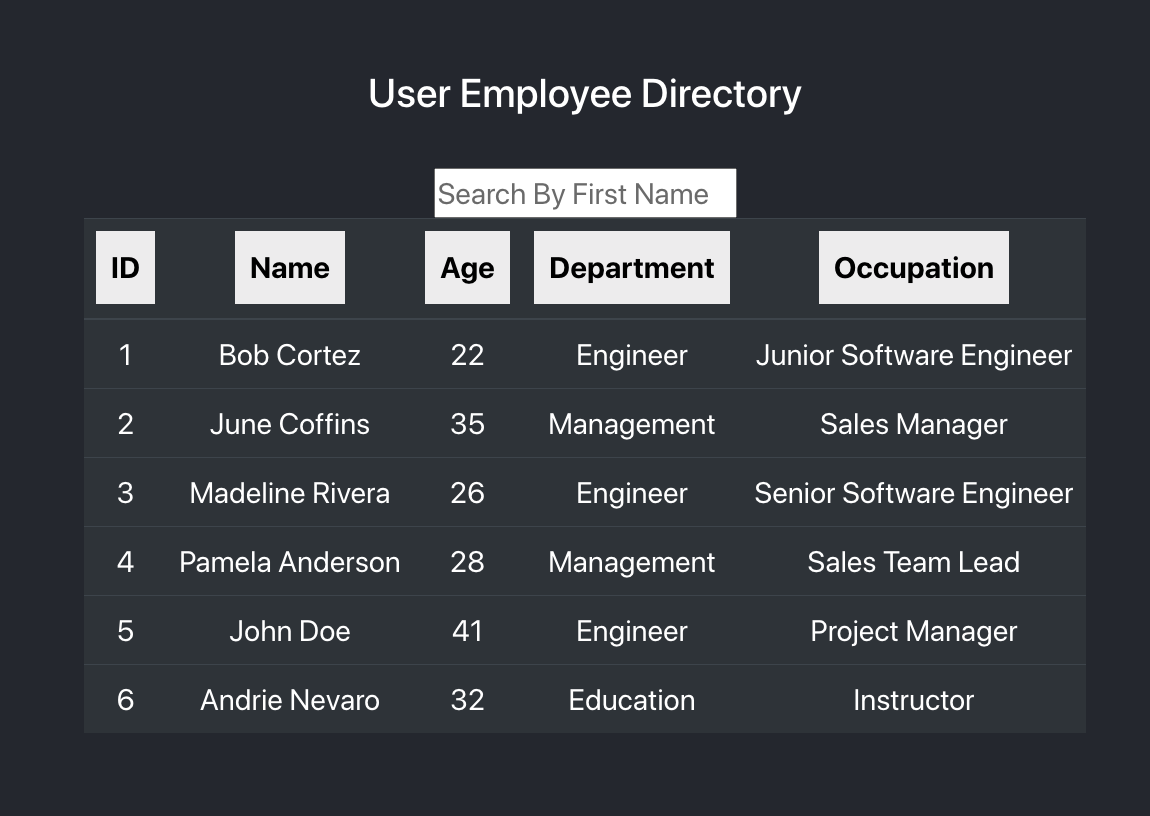 User Employee Directory
Search By First Name
ID Name Age Department Occupation
1 Bob Cortez 22 Engineer Junior Software Engineer
2 June Coffins 35 Management Sales Manager
3 Madeline Rivera 26 Engineer Senior Software Engineer
4 Pamela Anderson 28 Management Sales Team Lead
5 John Doe 41 Engineer Project Manager
6 Andrie Nevaro 32 Education Instructor